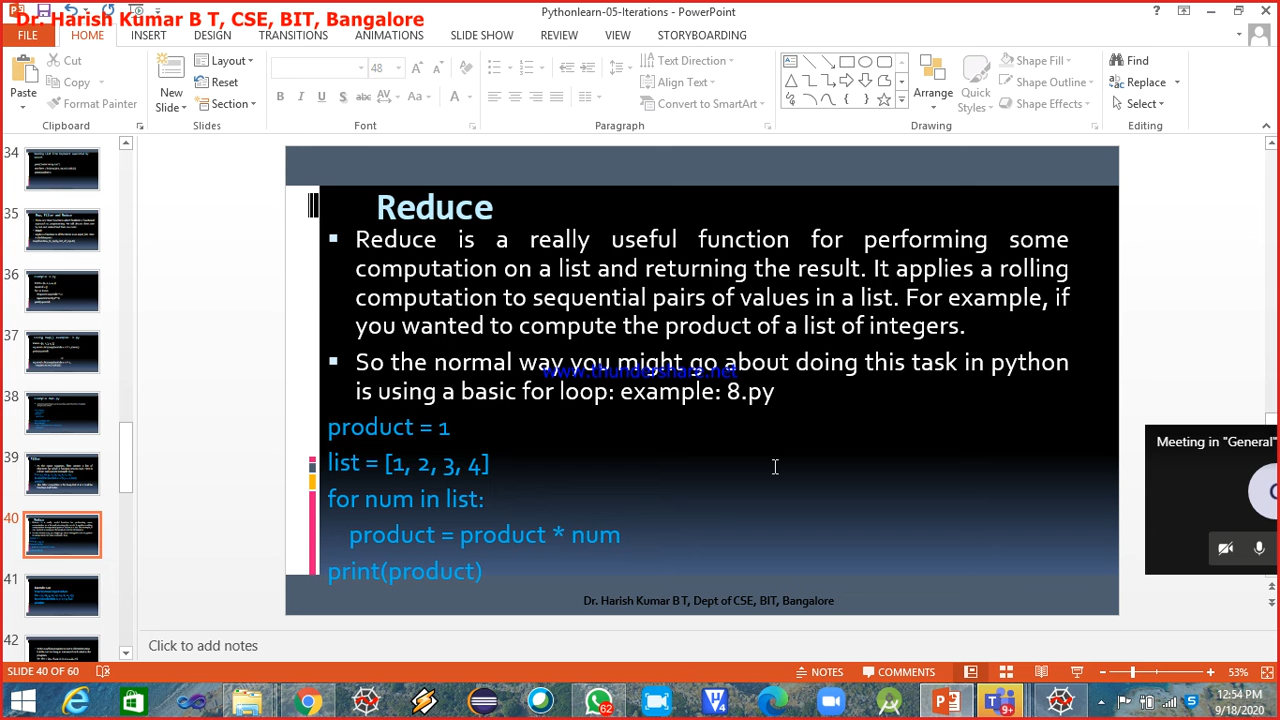 Dr. Harish Kumar B T, CSE, BIT, Bangalore
Pythonlearn-05-Iterations - PowerPoint
FILE HOME INSERT DESIGN TRANSITIONS ANIMATIONS SLIDE SHOW REVIEW VIEW STORYBOARDING
Paste
Cut
Copy
Format Painter
Clipboard
New
Slide
Layout
Reset
Section
Slides
48
B I U S abc AV Aa A
Font
Text Direction
Align Text
Convert to SmartArt
Paragraph
Arrange
Quick
Styles
Shape Fill
Shape Outline
Shape Effects
Drawing
Find
Replace
Select
Editing
34
35
36
37
38
39
40
41
42
Reduce
Reduce is a really useful function for performing some
computation on a list and returning the result. It applies a rolling
computation to sequential pairs of values in a list. For example, if
you wanted to compute the product of a list of integers.
So the normal way you might go about doing this task in python
www.thundershare.net
is using a basic for loop: example: 8.py
product = 1
list = [1, 2, 3, 4]
for num in list:
product = product * num
print(product)
Dr. Harish Kumar B T, Dept of CSE, BIT, Bangalore
Meeting in "General"
Click to add notes
SLIDE 40 OF 60
NOTES
COMMENTS
53%
62
9+
12:54 PM
9/18/2020